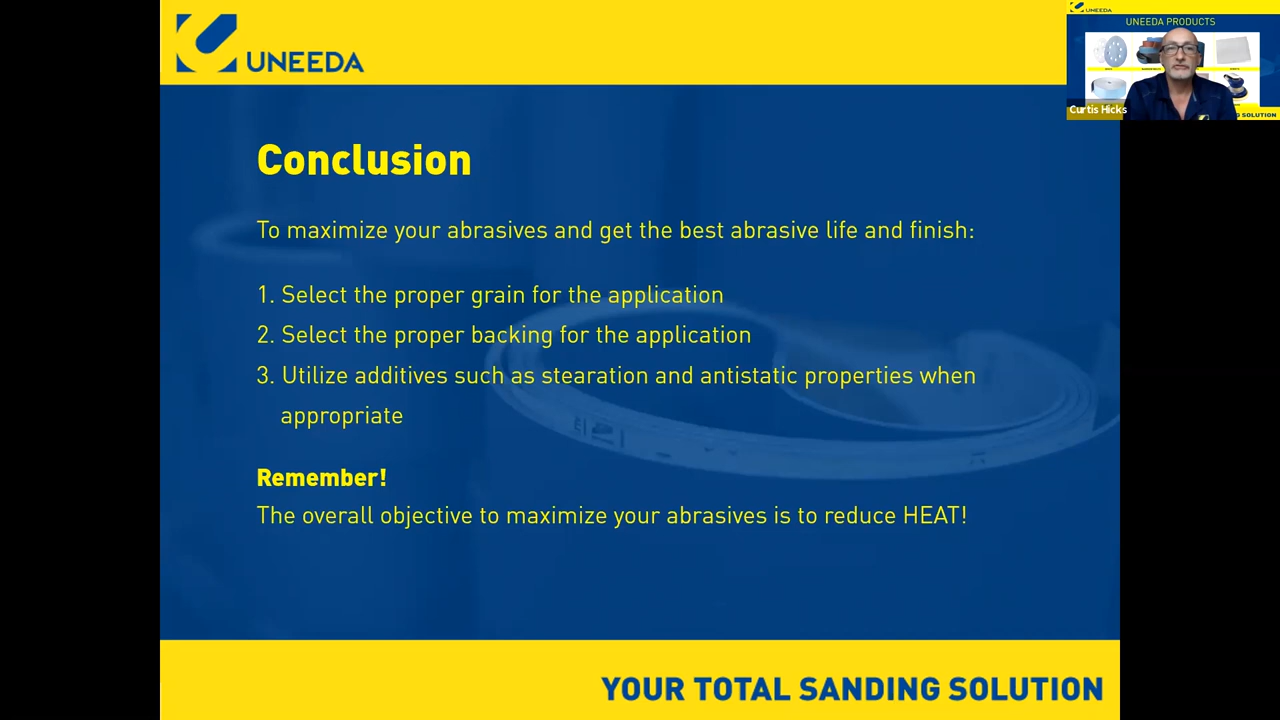 UNEEDA
Conclusion
To maximize your abrasives and get the best abrasive life and finish:
1. Select the proper grain for the application
2. Select the proper backing for the application
3. Utilize additives such as stearation and antistatic properties when
appropriate
Remember!
The overall objective to maximize your abrasives is to reduce HEAT!
YOUR TOTAL SANDING SOLUTION
UNEEDA
UNEEDA PRODUCTS
Curtis Hicks
SOLUTION